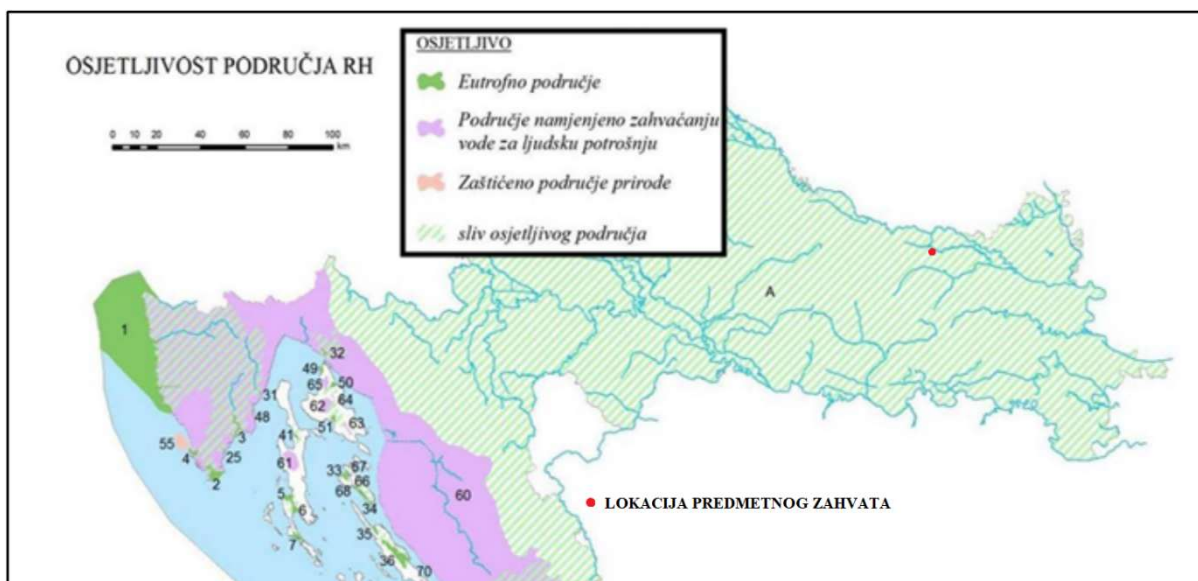 OSJETLJIVOST PODRUČJA RH
0 10 20 40 60 80 100
km
OSJETLJIVO
Eutrofno područje
Područje namjenjeno zahvaćanju
vode za ljudsku potrošnju
Zaštićeno područje prirode
sliv osjetljivog područja
A
1
32
49
65
50
31
62
64
48
51
63
3
41
55
4
25
61
2
33
67
66
68
5
6
34
60
7
35
36
70
LOKACIJA PREDMETNOG ZAHVATA